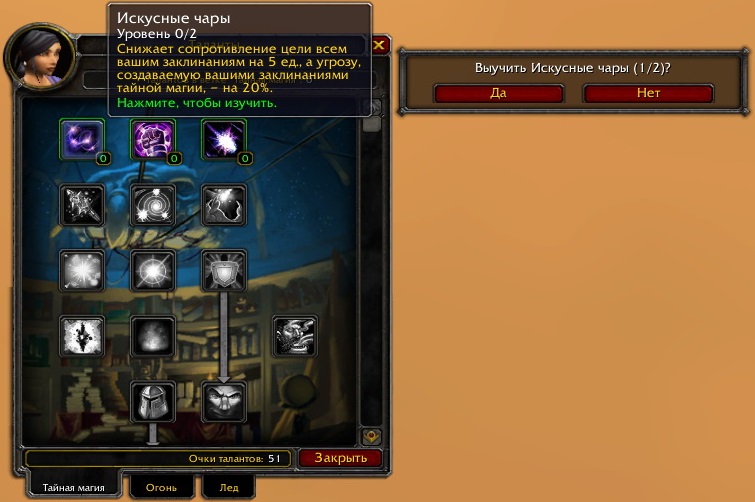 Искусные чары
Уровень 0/2
Снижает сопротивление цели всем
вашим заклинаниям на 5 ед., а угрозу,
создаваемую вашими заклинаниями
тайной магии, – на 20%.
Нажмите, чтобы изучить.
Выучить Искусные чары (1/2)?
Да
Нет
0
0
0
Очки талантов: 51
Закрыть
Тайная магия
Огонь
Лед